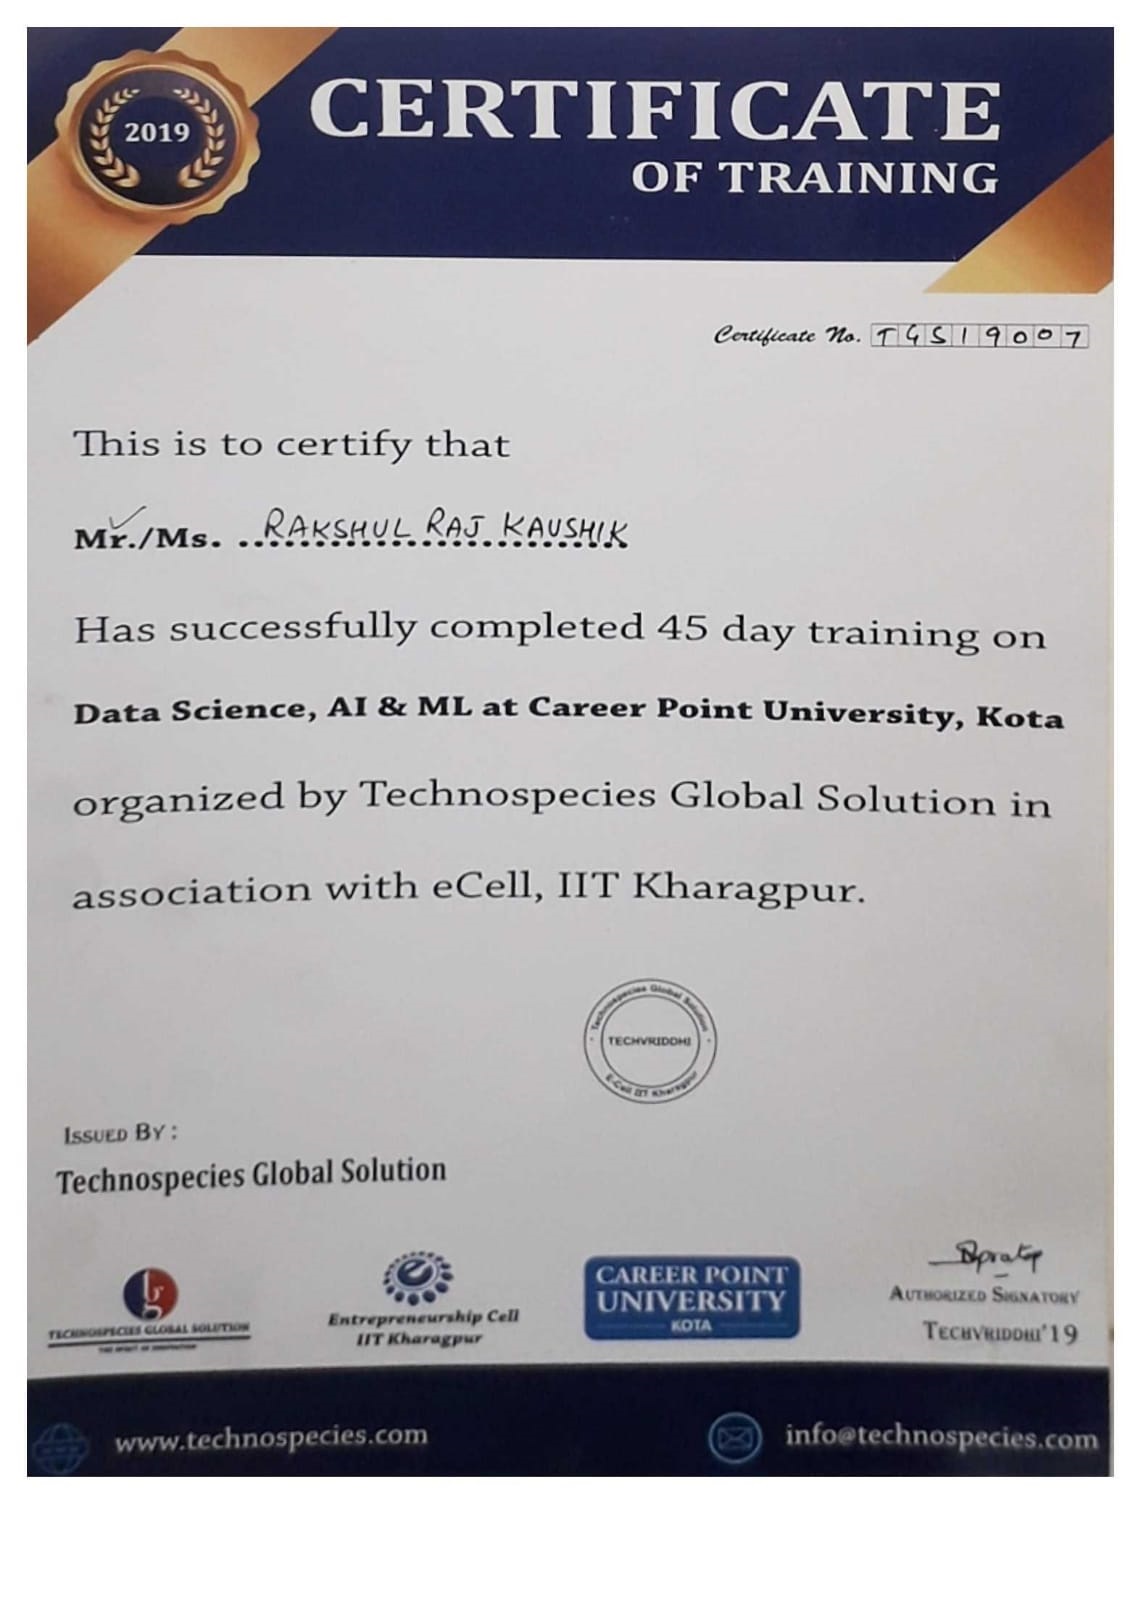 2019
CERTIFICATE
OF TRAINING
Certificate No. TGS19007
This is to certify that
Mr./Ms. RAKSHUL RAJ KAUSHIK
Has successfully completed 45 day training on
Data Science, AI & ML at Career Point University, Kota
organized by Technospecies Global Solution in
association with eCell, IIT Kharagpur.
Technospecies Global Solution
TECHVRIDDHI
E-Cell IIT Kharagpur
ISSUED BY :
Technospecies Global Solution
TECHNOSPECIES GLOBAL SOLUTION
THE SPIRIT OF INNOVATION
Entrepreneurship Cell
IIT Kharagpur
CAREER POINT
UNIVERSITY
KOTA
AUTHORIZED SIGNATORY
TECHVRIDDHI'19
www.technospecies.com
info@technospecies.com